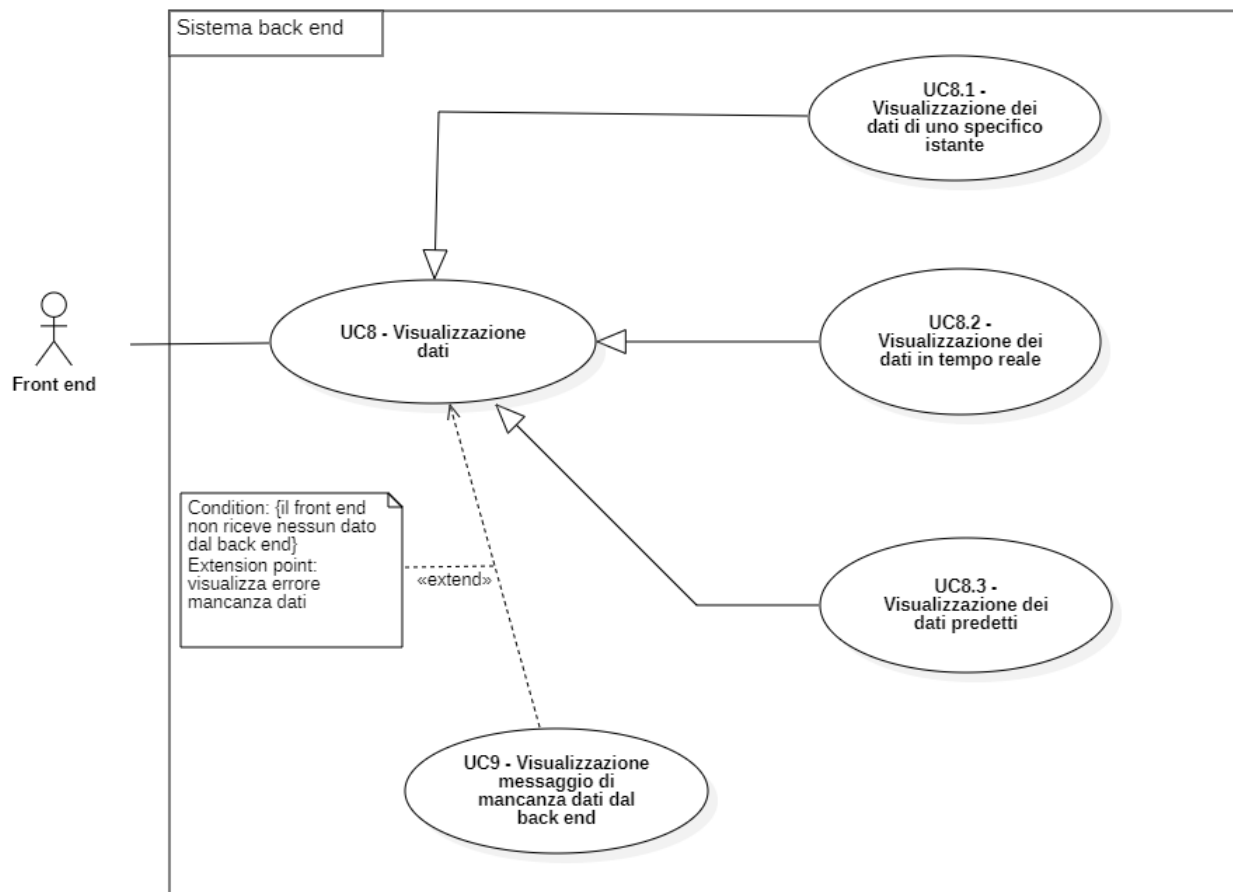 Sistema back end
UC8.1 -
Visualizzazione dei
dati di uno specifico
istante
UC8 - Visualizzazione
dati
UC8.2 -
Visualizzazione dei
dati in tempo reale
Front end
Condition: {il front end
non riceve nessun dato
dal back end}
Extension point:
visualizza errore
mancanza dati
«extend»
UC8.3 -
Visualizzazione dei
dati predetti
UC9 - Visualizzazione
messaggio di
mancanza dati dal
back end